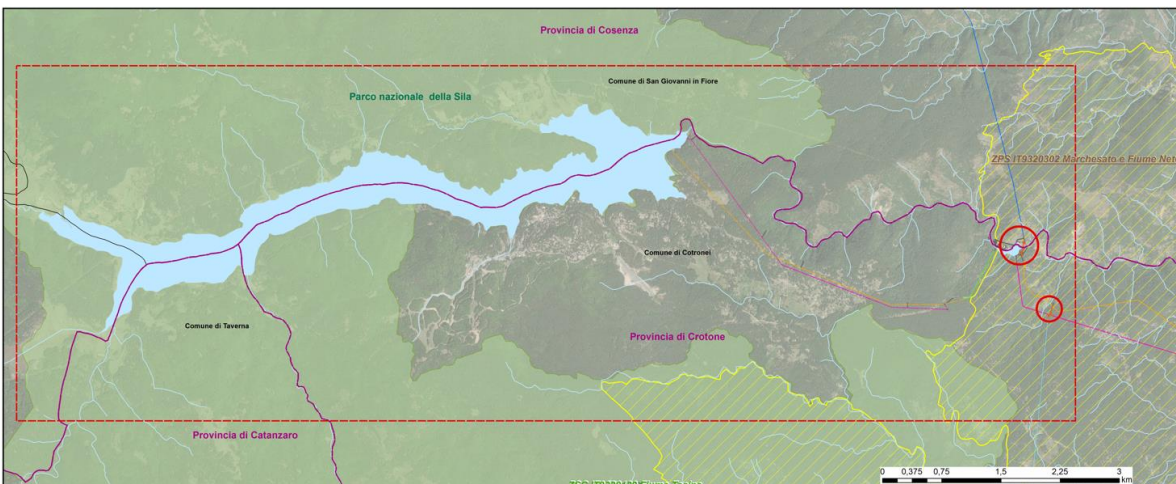 Provincia di Cosenza
Comune di San Giovanni in Fiore
Parco nazionale della Sila
ZPS IT9320302 Marchesato e Fiume Neto
Comune di Cotronei
Comune di Taverna
Provincia di Crotone
Provincia di Catanzaro
0 0,375 0,75 1,5 2,25 3
km